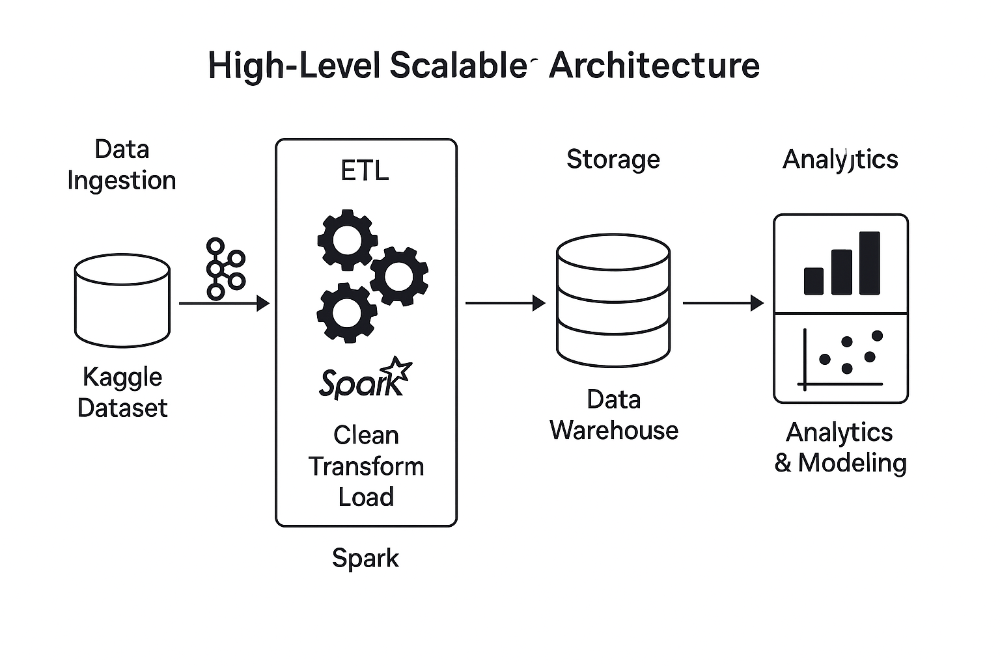 High-Level Scalable Architecture
Data
Ingestion
Kaggle
Dataset
ETL
Spark
Clean
Transform
Load
Spark
Storage
Data
Warehouse
Analyȷtics
Analytics
& Modeling